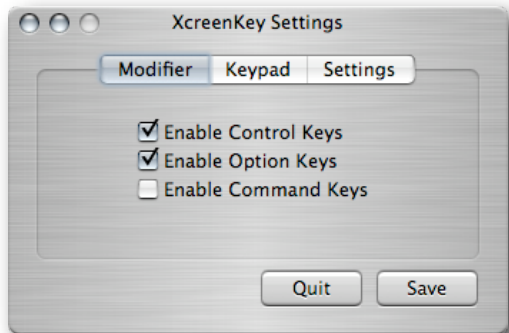 XcreenKey Settings
Modifier Keypad Settings
Enable Control Keys
Enable Option Keys
Enable Command Keys
Quit Save